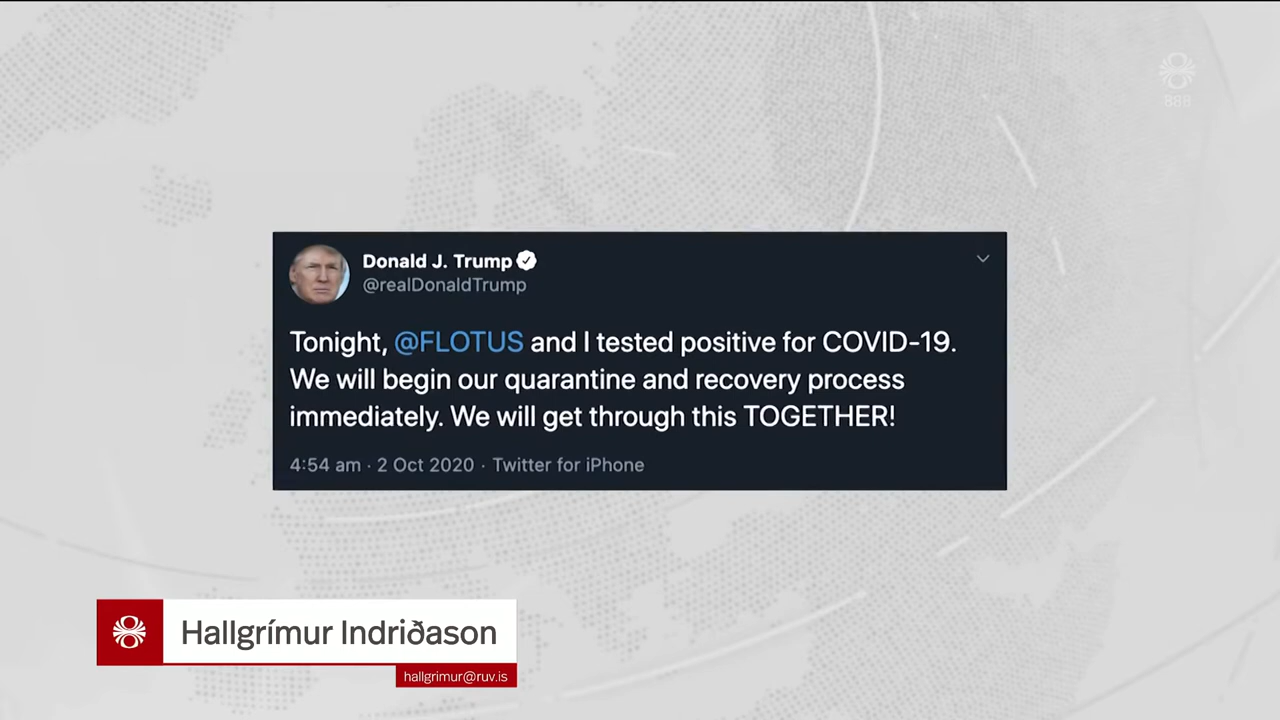 888
Donald J. Trump
@realDonaldTrump
Tonight, @FLOTUS and I tested positive for COVID-19.
We will begin our quarantine and recovery process
immediately. We will get through this TOGETHER!
4:54 am · 2 Oct 2020 · Twitter for iPhone
Hallgrímur Indriðason
hallgrimur@ruv.is